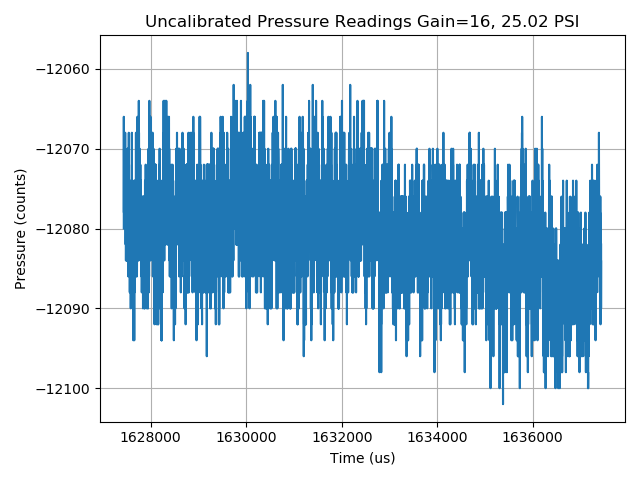 Uncalibrated Pressure Readings Gain=16, 25.02 PSI
−12060
−12070
−12080
−12090
−12100
Pressure (counts)
1628000 1630000 1632000 1634000 1636000
Time (us)